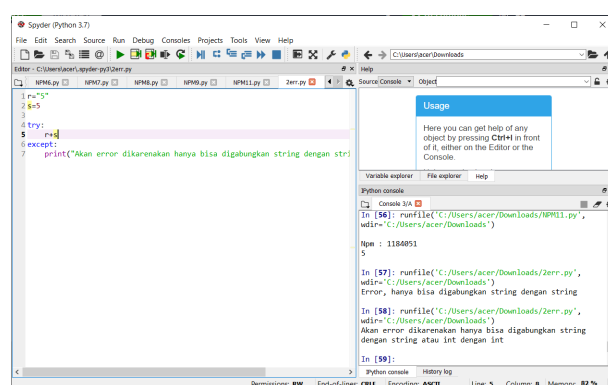 Spyder (Python 3.7)
File Edit Search Source Run Debug Consoles Projects Tools View Help
C:\Users\acer\Downloads
Editor - C:\Users\acer\.spyder-py3\2err.py
Help
NPM6.py NPM7.py NPM8.py NPM9.py NPM11.py 2err.py
Source Console Object
1 r="5"
2 s=5
3
4 try:
5 r+s
6 except:
7 print("Akan error dikarenakan hanya bisa digabungkan string dengan stri
Usage
Here you can get help of any
object by pressing Ctrl+I in front
of it, either on the Editor or the
Console.
Variable explorer File explorer Help
IPython console
Console 3/A
In [56]: runfile('C:/Users/acer/Downloads/NPM11.py',
wdir='C:/Users/acer/Downloads')
Npm : 1184051
5
In [57]: runfile('C:/Users/acer/Downloads/2err.py',
wdir='C:/Users/acer/Downloads')
Error, hanya bisa digabungkan string dengan string
In [58]: runfile('C:/Users/acer/Downloads/2err.py',
wdir='C:/Users/acer/Downloads')
Akan error dikarenakan hanya bisa digabungkan string
dengan string atau int dengan int
In [59]:
IPython console History log
Permissions: RW End-of-lines: CRLF Encoding: ASCII Line: 5 Column: 8 Memory: 82 %